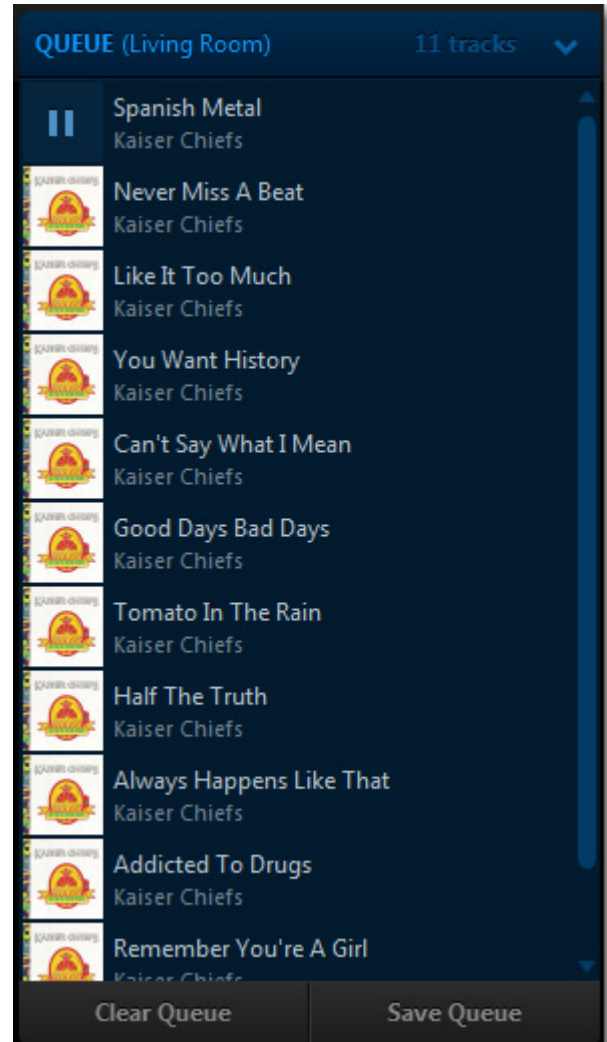 QUEUE (Living Room) 11 tracks
Spanish Metal
Kaiser Chiefs
Never Miss A Beat
Kaiser Chiefs
Like It Too Much
Kaiser Chiefs
You Want History
Kaiser Chiefs
Can't Say What I Mean
Kaiser Chiefs
Good Days Bad Days
Kaiser Chiefs
Tomato In The Rain
Kaiser Chiefs
Half The Truth
Kaiser Chiefs
Always Happens Like That
Kaiser Chiefs
Addicted To Drugs
Kaiser Chiefs
Remember You're A Girl
Kaiser Chiefs
Clear Queue Save Queue